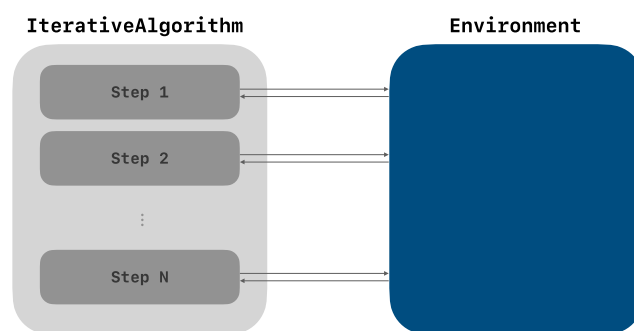 IterativeAlgorithm
Environment
Step 1
Step 2
⋮
Step N